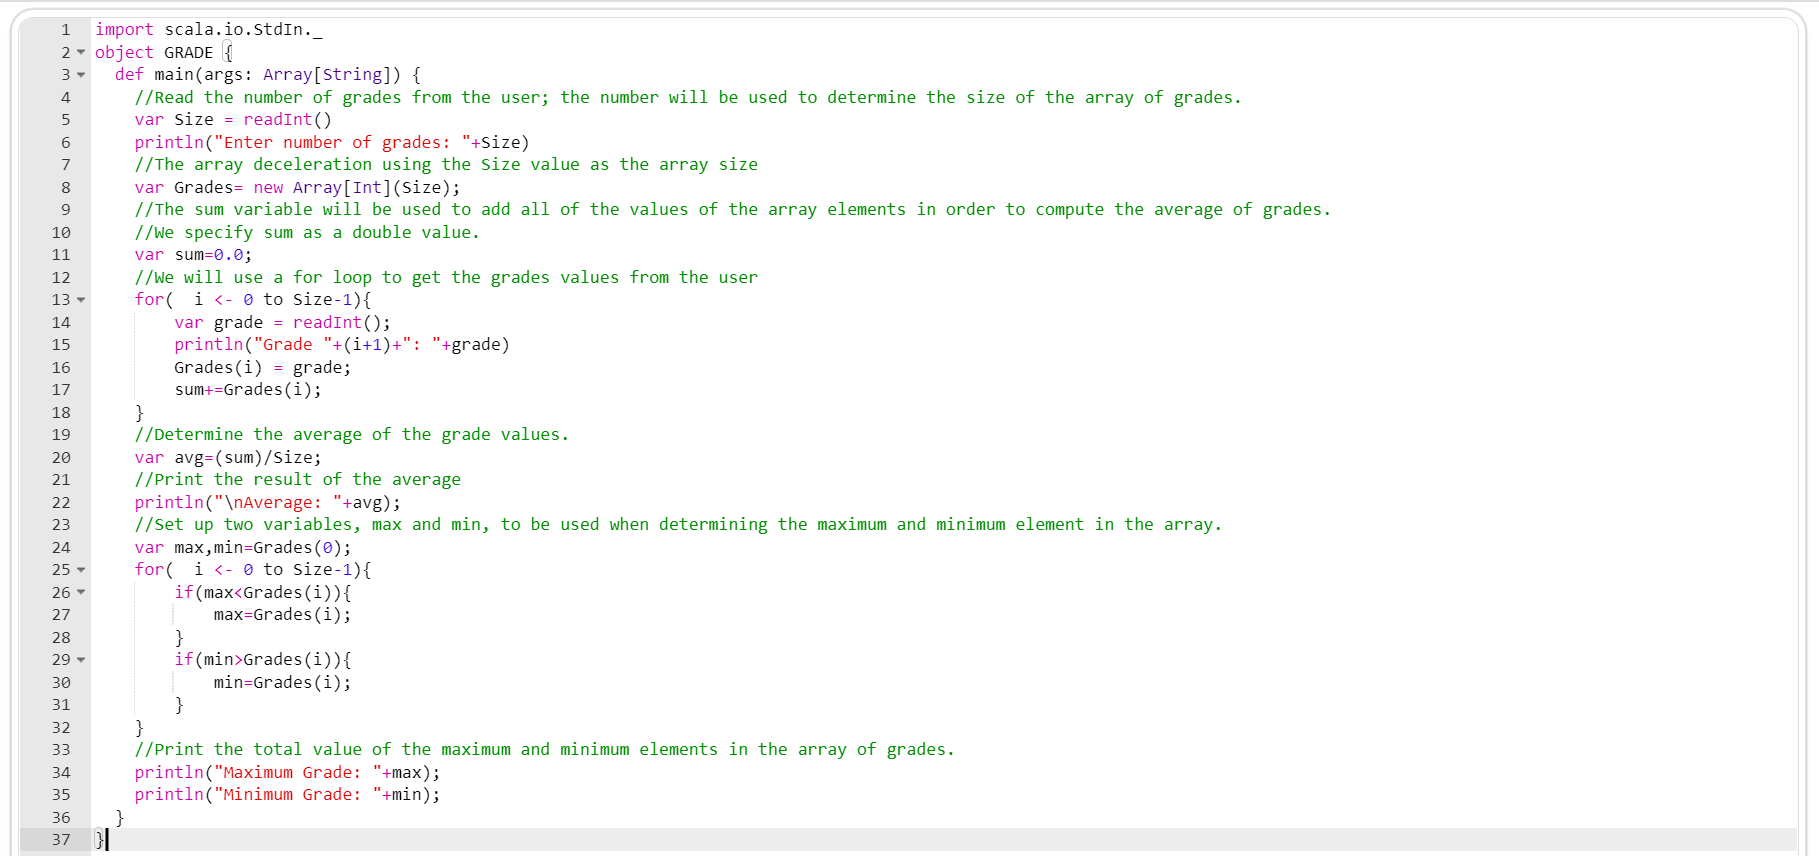 1 import scala.io.StdIn._
2 object GRADE {
3   def main(args: Array[String]) {
4     //Read the number of grades from the user; the number will be used to determine the size of the array of grades.
5     var Size = readInt()
6     println("Enter number of grades: "+Size)
7     //The array deceleration using the Size value as the array size
8     var Grades= new Array[Int](Size);
9     //The sum variable will be used to add all of the values of the array elements in order to compute the average of grades.
10     //We specify sum as a double value.
11     var sum=0.0;
12     //We will use a for loop to get the grades values from the user
13     for(  i <- 0 to Size-1){
14         var grade = readInt();
15         println("Grade "+(i+1)+": "+grade)
16         Grades(i) = grade;
17         sum+=Grades(i);
18     }
19     //Determine the average of the grade values.
20     var avg=(sum)/Size;
21     //Print the result of the average
22     println("\nAverage: "+avg);
23     //Set up two variables, max and min, to be used when determining the maximum and minimum element in the array.
24     var max,min=Grades(0);
25     for(  i <- 0 to Size-1){
26         if(max<Grades(i)){
27             max=Grades(i);
28         }
29         if(min>Grades(i)){
30             min=Grades(i);
31         }
32     }
33     //Print the total value of the maximum and minimum elements in the array of grades.
34     println("Maximum Grade: "+max);
35     println("Minimum Grade: "+min);
36   }
37 }